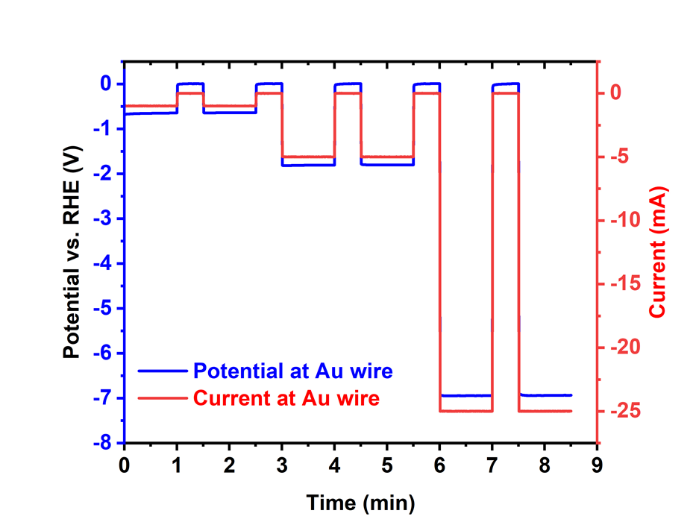 0
-1
-2
-3
-4
-5
-6
-7
-8
Potential vs. RHE (V)
0
-5
-10
-15
-20
-25
Current (mA)
Potential at Au wire
Current at Au wire
0 1 2 3 4 5 6 7 8 9
Time (min)